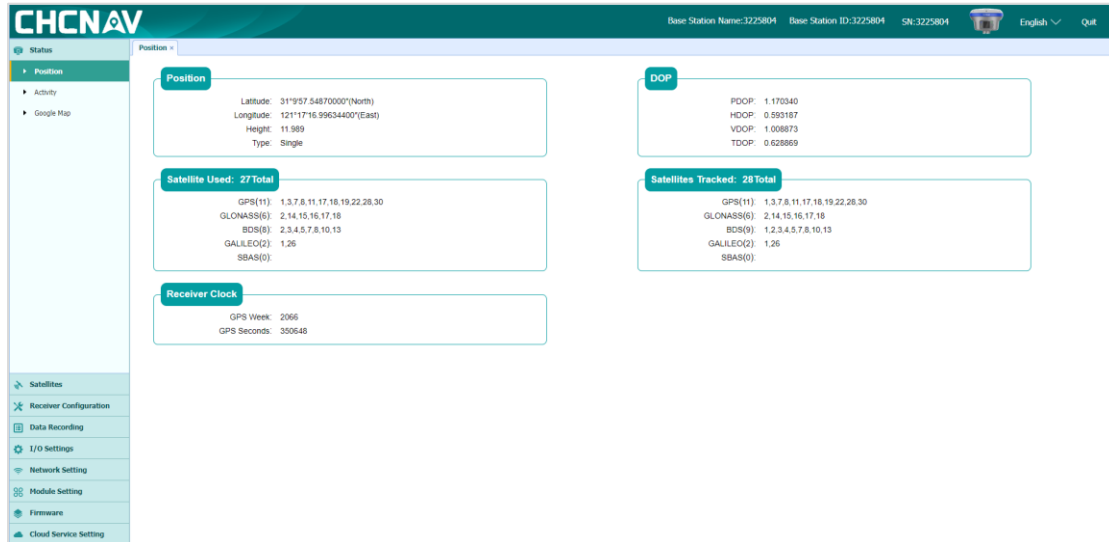 CHCNAV
Base Station Name:3225804 Base Station ID:3225804 SN:3225804 English Quit
Status
Position
Activity
Google Map
Satellites
Receiver Configuration
Data Recording
I/O Settings
Network Setting
Module Setting
Firmware
Cloud Service Setting
Position ×
Position
Latitude: 31°9'57.54870000"(North)
Longitude: 121°17'16.99634400"(East)
Height: 11.989
Type: Single
DOP
PDOP: 1.170340
HDOP: 0.593187
VDOP: 1.008873
TDOP: 0.628869
Satellite Used: 27Total
GPS(11): 1,3,7,8,11,17,18,19,22,28,30
GLONASS(6): 2,14,15,16,17,18
BDS(8): 2,3,4,5,7,8,10,13
GALILEO(2): 1,26
SBAS(0):
Satellites Tracked: 28Total
GPS(11): 1,3,7,8,11,17,18,19,22,28,30
GLONASS(6): 2,14,15,16,17,18
BDS(9): 1,2,3,4,5,7,8,10,13
GALILEO(2): 1,26
SBAS(0):
Receiver Clock
GPS Week: 2066
GPS Seconds: 350648